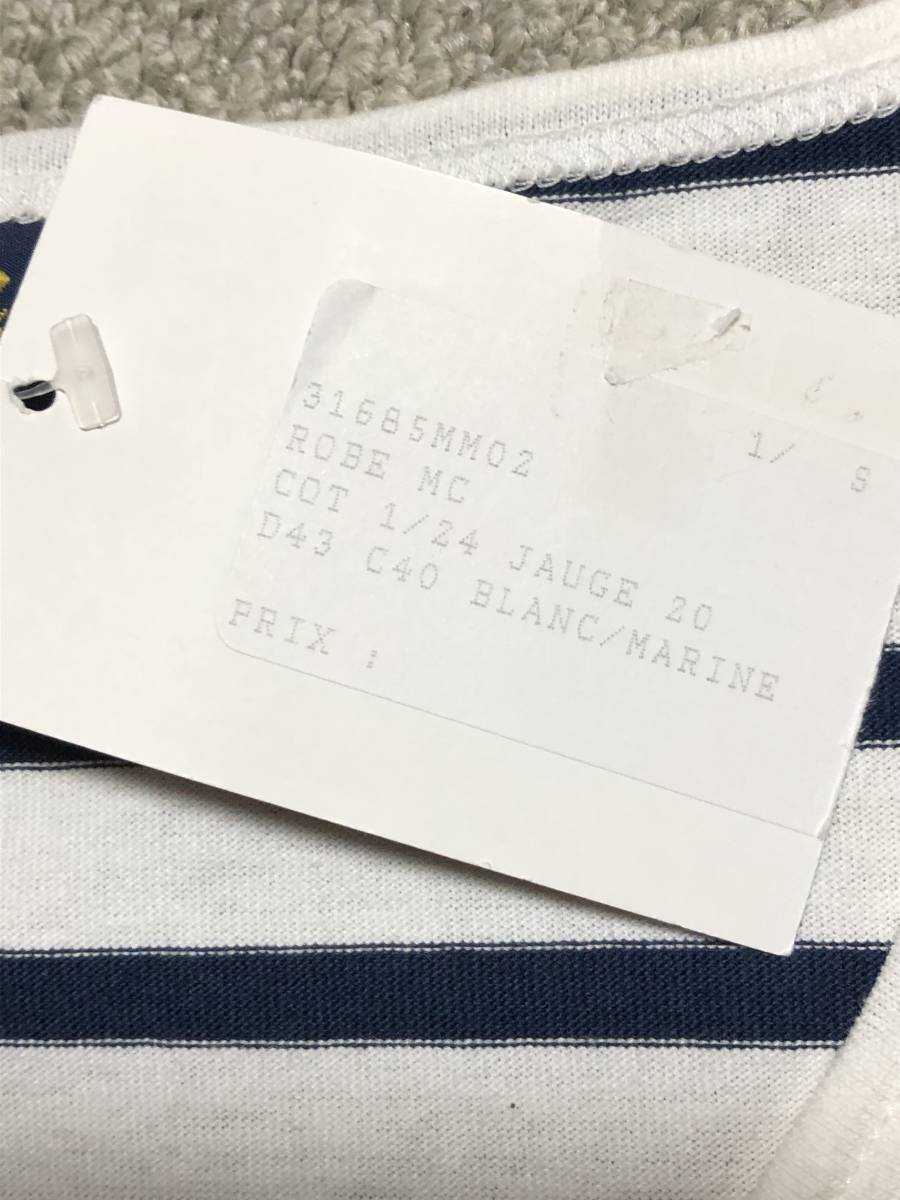 31685MM02 1/ S
ROBE MC
COT 1/24 JAUGE 20
D43 C40 BLANC/MARINE
PRIX :